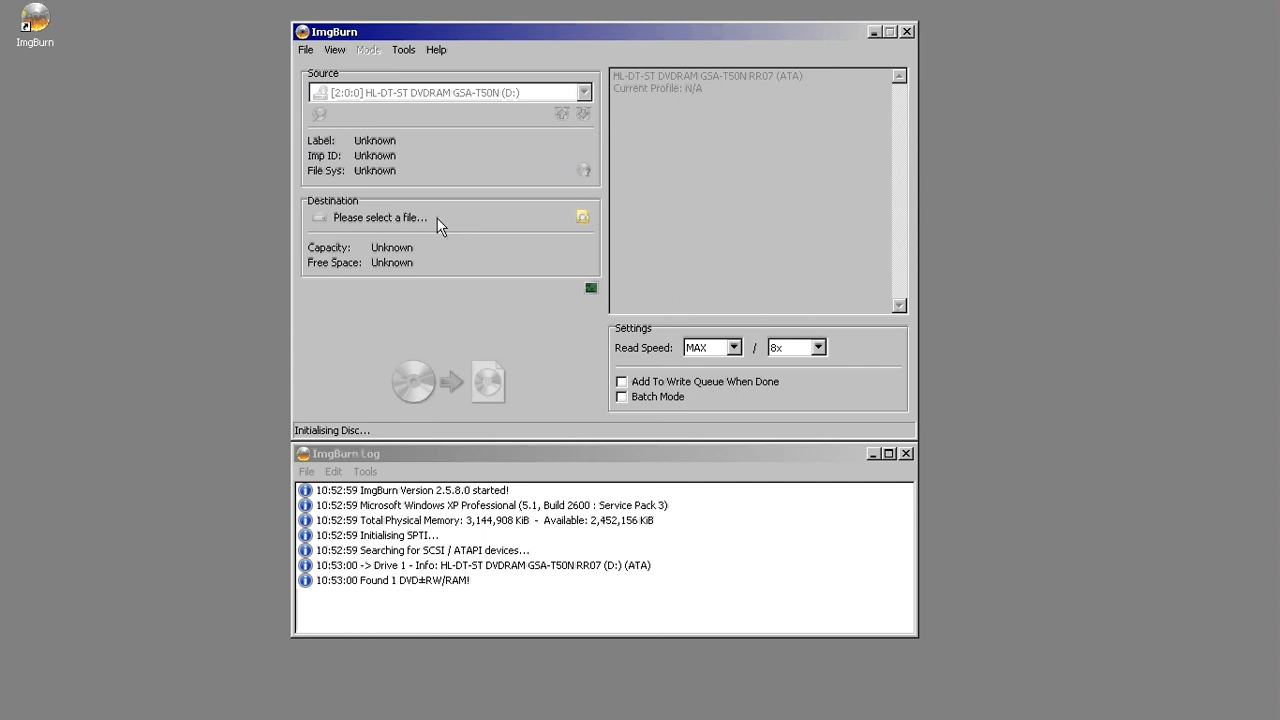 ImgBurn
ImgBurn
File View Mode Tools Help
Source
[2:0:0] HL-DT-ST DVDRAM GSA-T50N (D:)
Label: Unknown
Imp ID: Unknown
File Sys: Unknown
Destination
Please select a file...
Capacity: Unknown
Free Space: Unknown
HL-DT-ST DVDRAM GSA-T50N RR07 (ATA)
Current Profile: N/A
Settings
Read Speed: MAX / 8x
Add To Write Queue When Done
Batch Mode
Initialising Disc...
ImgBurn Log
File Edit Tools
10:52:59 ImgBurn Version 2.5.8.0 started!
10:52:59 Microsoft Windows XP Professional (5.1, Build 2600 : Service Pack 3)
10:52:59 Total Physical Memory: 3,144,908 KiB - Available: 2,452,156 KiB
10:52:59 Initialising SPTI...
10:52:59 Searching for SCSI / ATAPI devices...
10:53:00 -> Drive 1 - Info: HL-DT-ST DVDRAM GSA-T50N RR07 (D:) (ATA)
10:53:00 Found 1 DVD±RW/RAM!